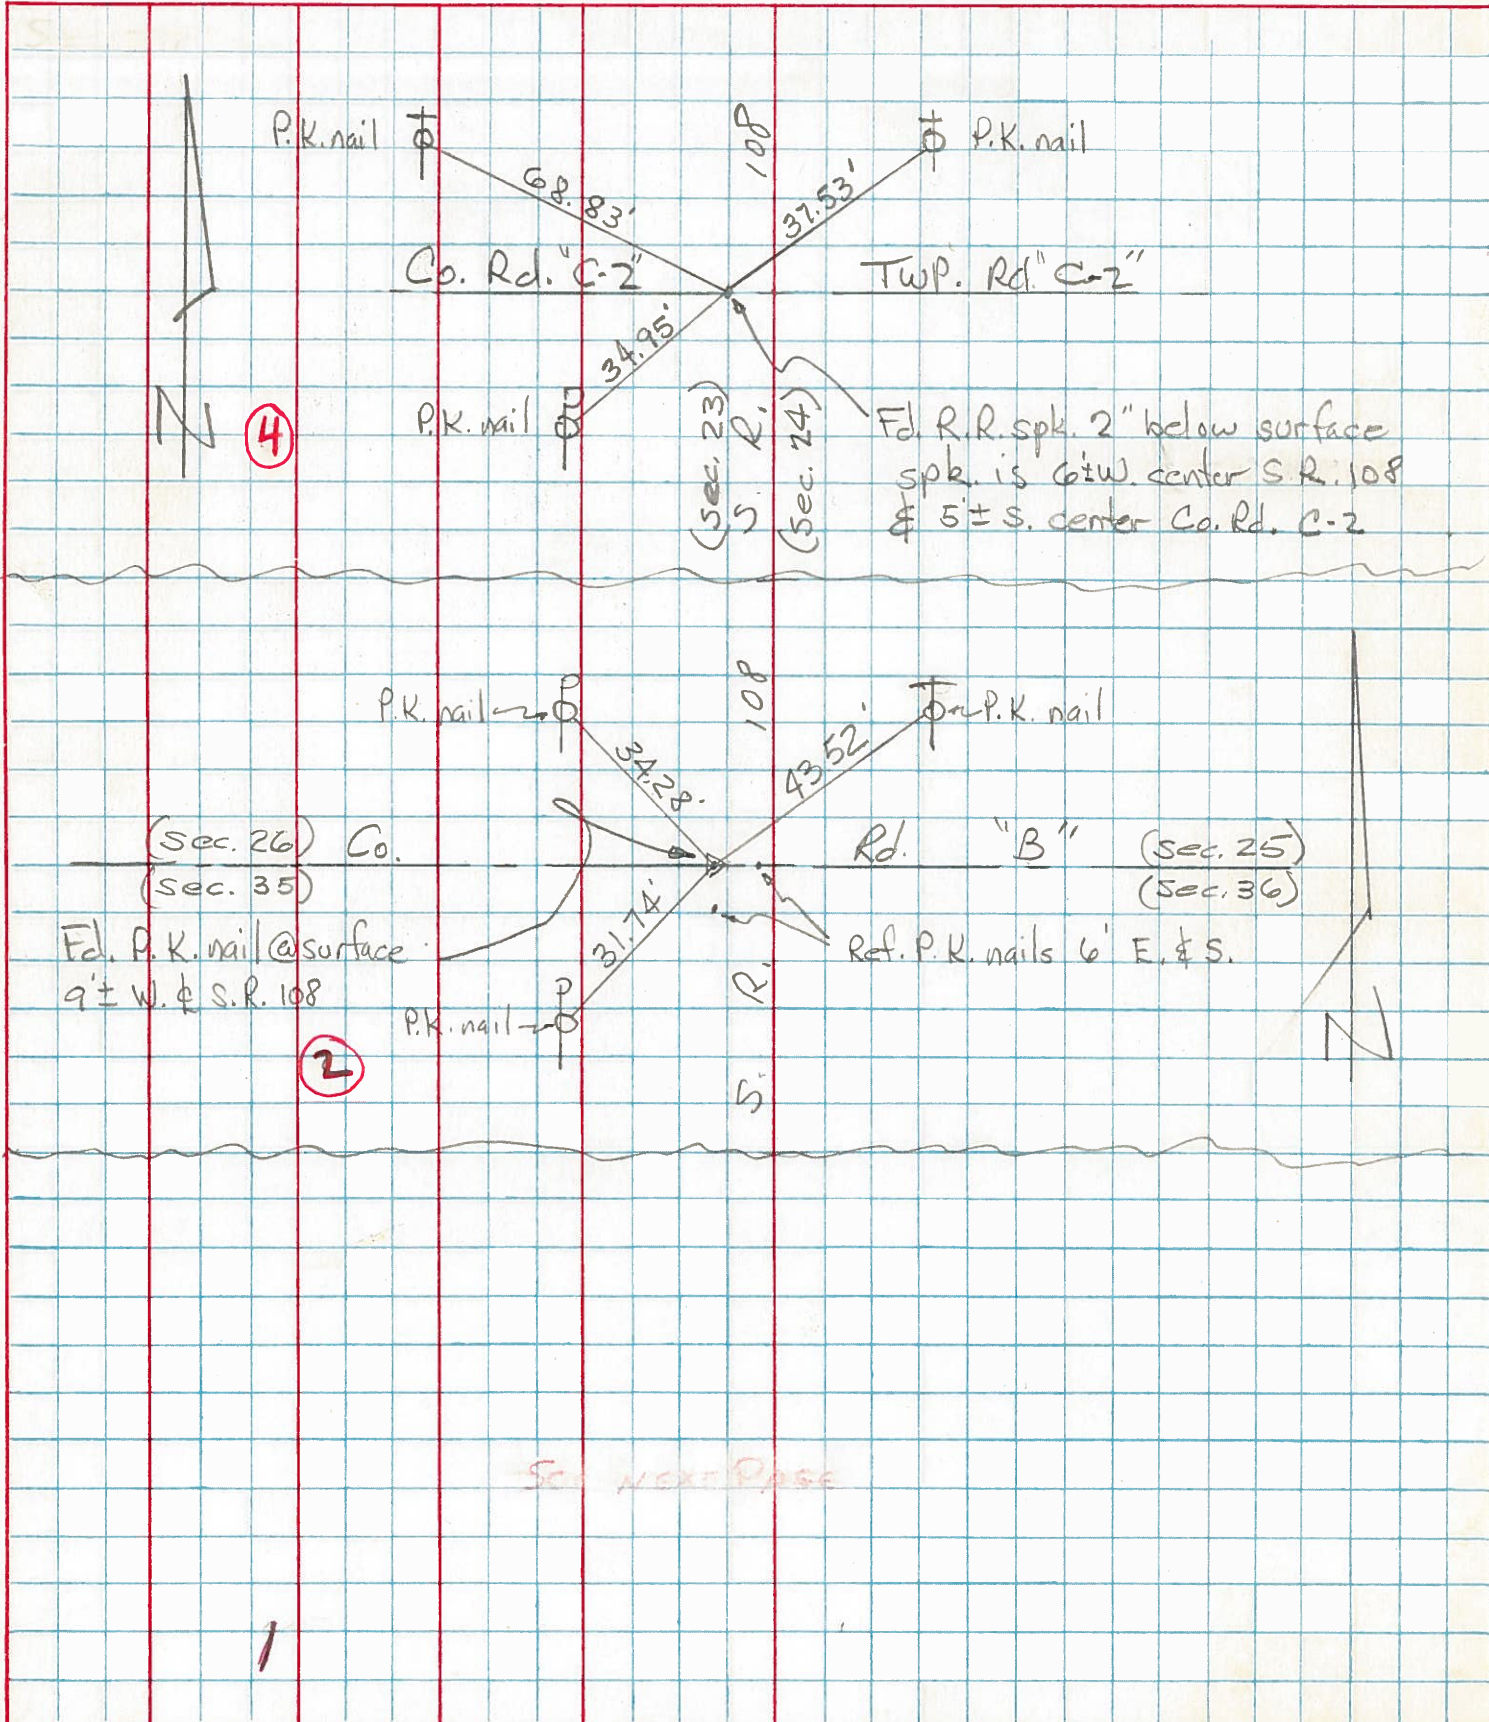 P.K. nail
108
P.K. nail
68.83'
37.53'
Co. Rd. "C-2"
TWP. Rd "C-2"
34.95'
P.K. nail
(Sec. 23)
S. R.
(Sec. 24)
N
4
Fd. R.R. spk. 2" below surface
spk. is 6'±W. center S.R. 108
& 5'± S. center Co. Rd. C-2
P.K. nail
108
P.K. nail
34.28'
43.52'
(Sec. 26) Co.
Rd. "B" (Sec. 25)
(Sec. 35)
(Sec. 36)
31.74'
Fd. P.K. nail @ surface
9'± W. ₵ S.R. 108
Ref. P.K. nails 6' E. & S.
P.K. nail
R.
S.
N
2
See NEXT PAGE
1